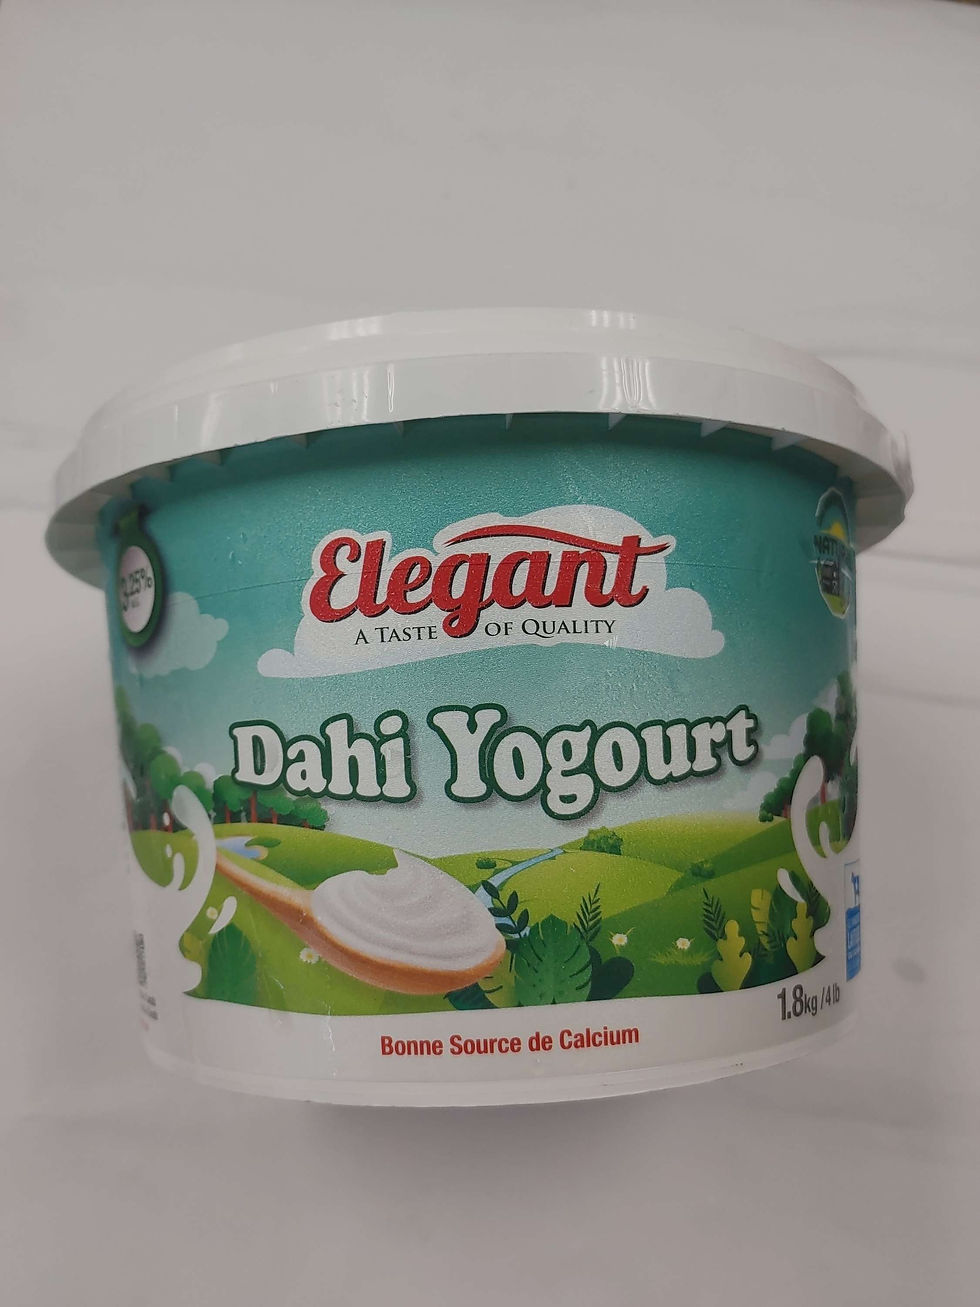 Elegant
A TASTE OF QUALITY
Dahi Yogourt
1.8kg / 4 lb
Bonne Source de Calcium